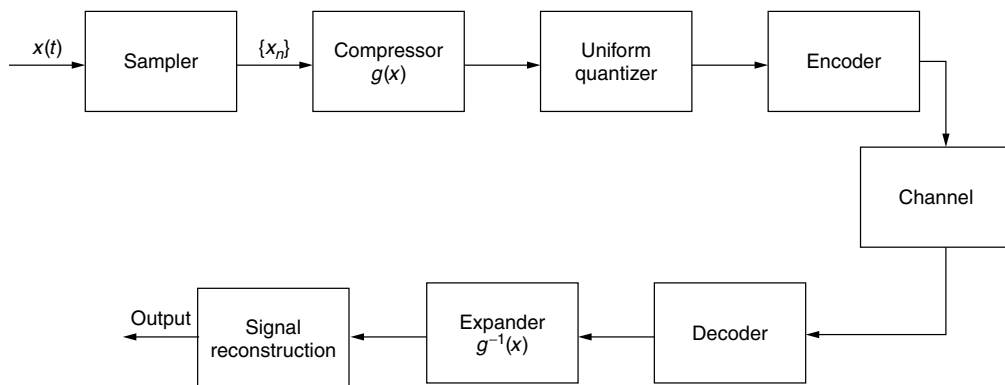 x(t)
Sampler
{xₙ}
Compressor
g(x)
Uniform
quantizer
Encoder
Channel
Decoder
Expander
g⁻¹(x)
Signal
reconstruction
Output